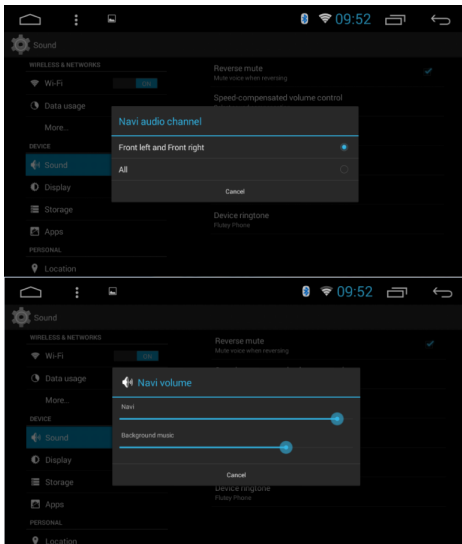 09:52
Sound
WIRELESS & NETWORKS
Wi-Fi
ON
Data usage
More...
DEVICE
Sound
Display
Storage
Apps
PERSONAL
Location
Reverse mute
Mute voice when reversing
Speed-compensated volume control
Navi audio channel
Front left and Front right
All
Cancel
Device ringtone
Flutey Phone
09:52
Sound
WIRELESS & NETWORKS
Wi-Fi
ON
Data usage
More...
DEVICE
Sound
Display
Storage
Apps
PERSONAL
Location
Reverse mute
Mute voice when reversing
Navi volume
Navi
Background music
Cancel
Device ringtone
Flutey Phone